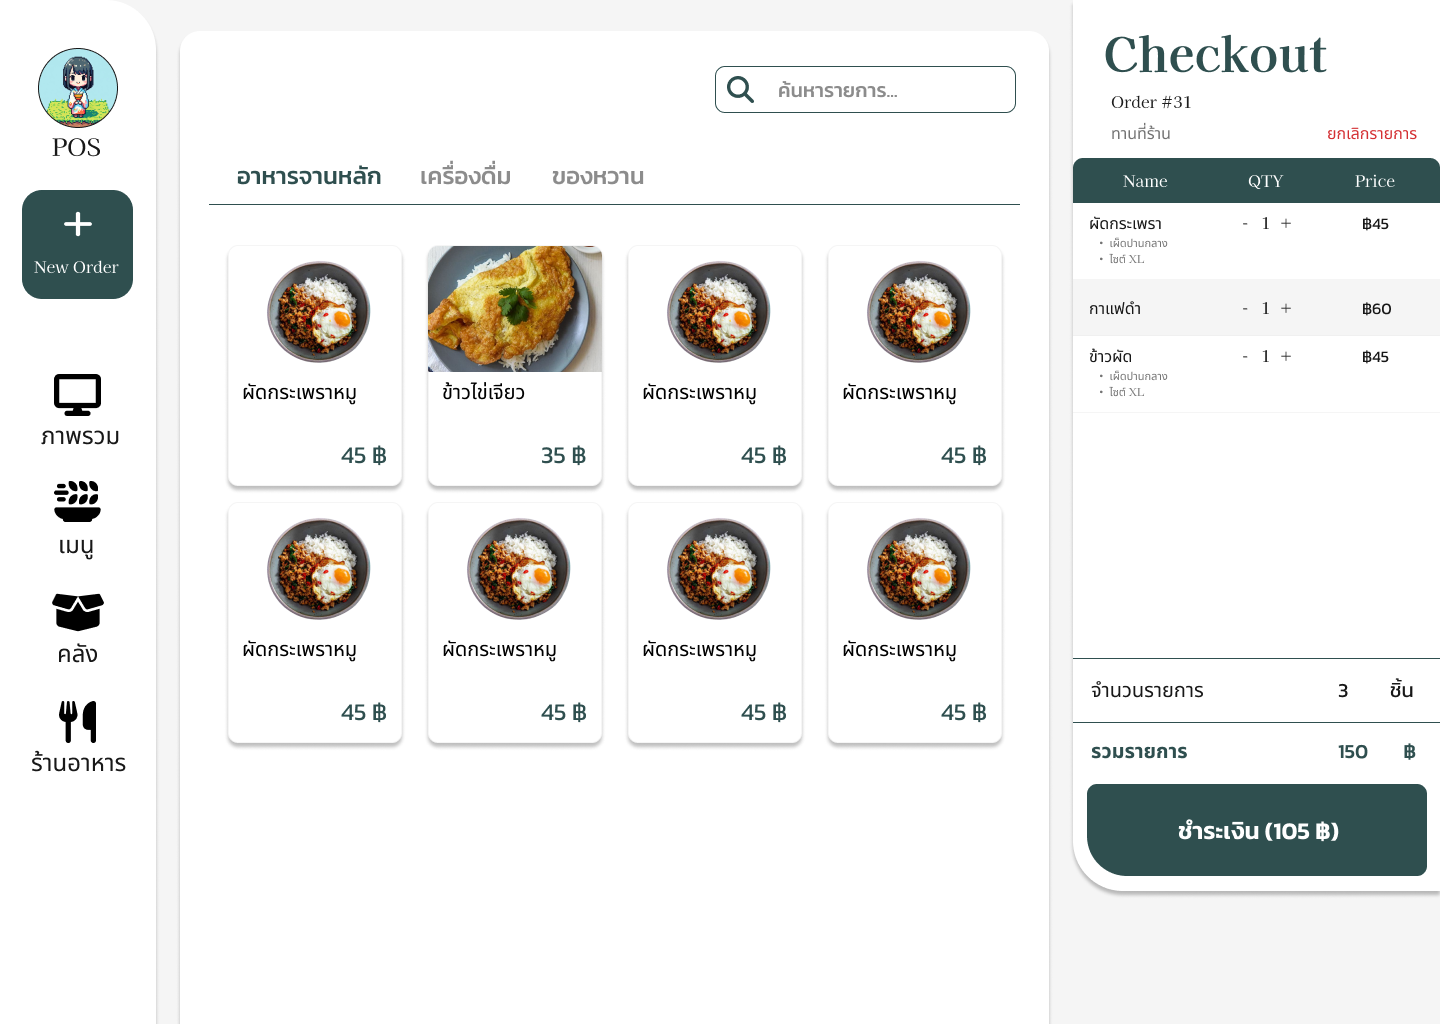 POS
New Order
ภาพรวม
เมนู
คลัง
ร้านอาหาร
ค้นหารายการ...
อาหารจานหลัก เครื่องดื่ม ของหวาน
ผัดกระเพราหมู
45 ฿
ข้าวไข่เจียว
35 ฿
ผัดกระเพราหมู
45 ฿
ผัดกระเพราหมู
45 ฿
ผัดกระเพราหมู
45 ฿
ผัดกระเพราหมู
45 ฿
ผัดกระเพราหมู
45 ฿
ผัดกระเพราหมู
45 ฿
Checkout
Order #31
ทานที่ร้าน ยกเลิกรายการ
Name QTY Price
ผัดกระเพรา - 1 + ฿45
• เผ็ดปานกลาง
• ไซต์ XL
กาแฟดำ - 1 + ฿60
ข้าวผัด - 1 + ฿45
• เผ็ดปานกลาง
• ไซต์ XL
จำนวนรายการ 3 ชิ้น
รวมรายการ 150 ฿
ชำระเงิน (105 ฿)